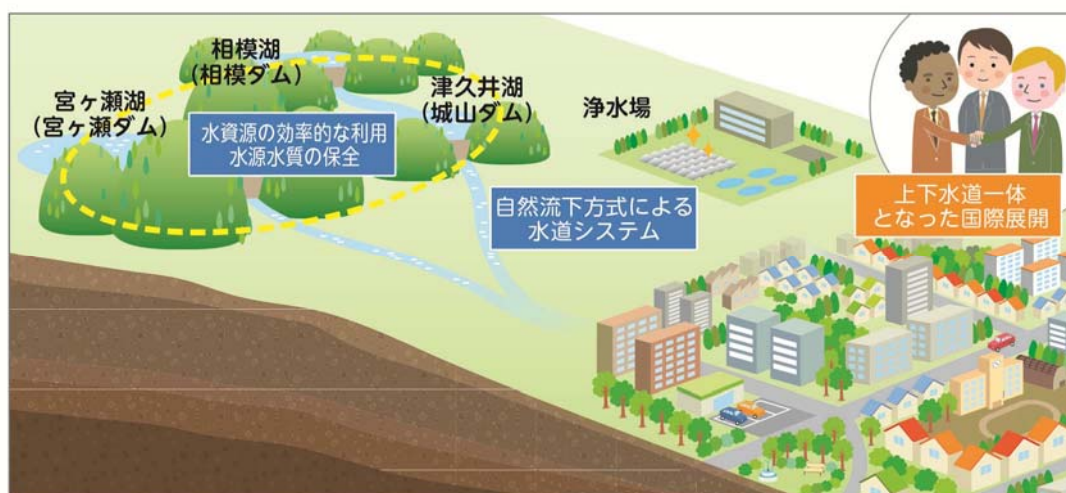 相模湖
(相模ダム)
宮ヶ瀬湖
(宮ヶ瀬ダム)
津久井湖
(城山ダム)
浄水場
水資源の効率的な利用
水源水質の保全
自然流下方式による
水道システム
上下水道一体
となった国際展開